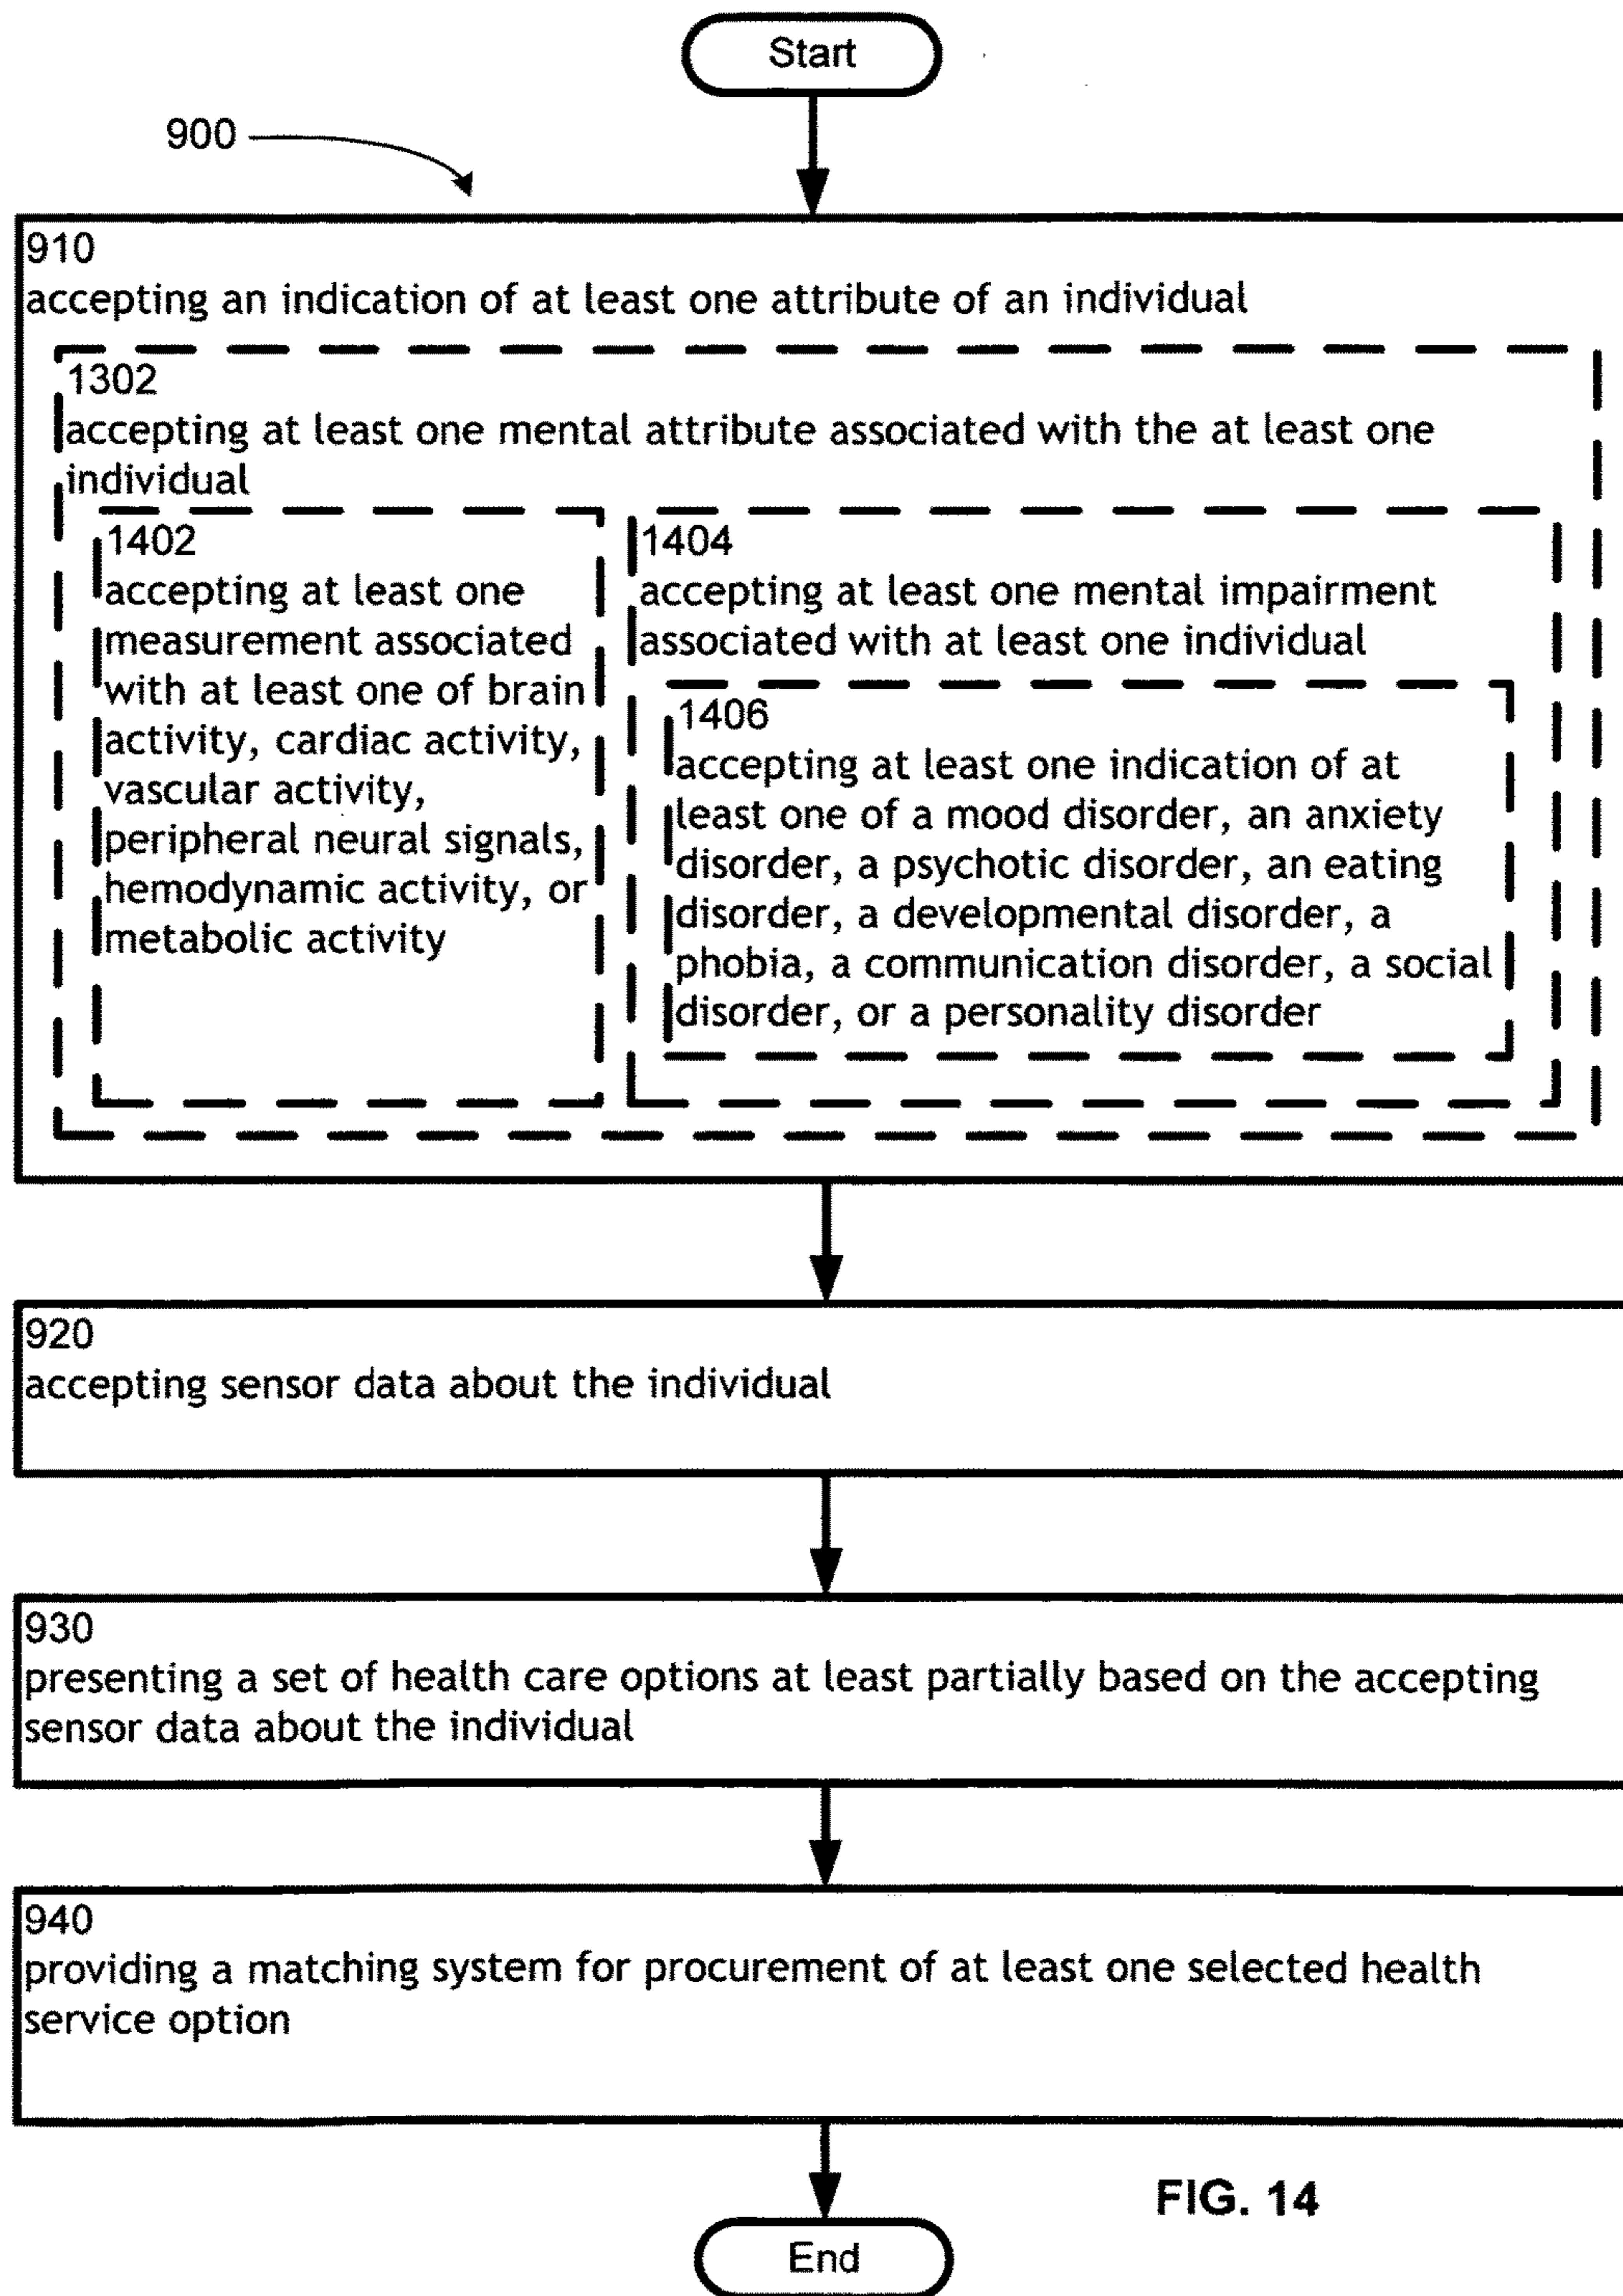 Start
900
910
accepting an indication of at least one attribute of an individual
1302
accepting at least one mental attribute associated with the at least one
individual
1402
accepting at least one
measurement associated
with at least one of brain
activity, cardiac activity,
vascular activity,
peripheral neural signals,
hemodynamic activity, or
metabolic activity
1404
accepting at least one mental impairment
associated with at least one individual
1406
accepting at least one indication of at
least one of a mood disorder, an anxiety
disorder, a psychotic disorder, an eating
disorder, a developmental disorder, a
phobia, a communication disorder, a social
disorder, or a personality disorder
920
accepting sensor data about the individual
930
presenting a set of health care options at least partially based on the accepting
sensor data about the individual
940
providing a matching system for procurement of at least one selected health
service option
FIG. 14
End